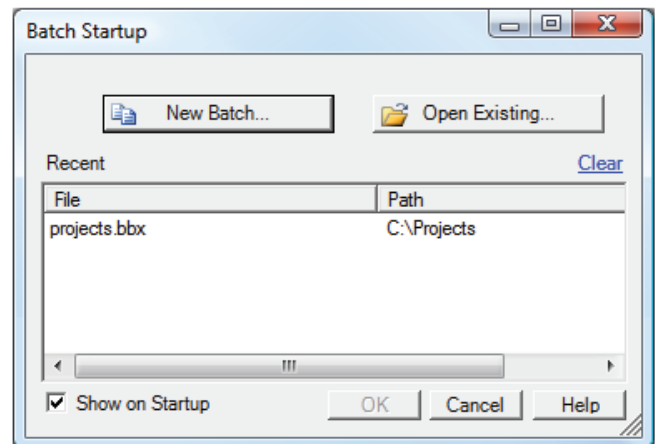 Batch Startup
New Batch... Open Existing...
Recent Clear
File Path
projects.bbx C:\Projects
Show on Startup OK Cancel Help